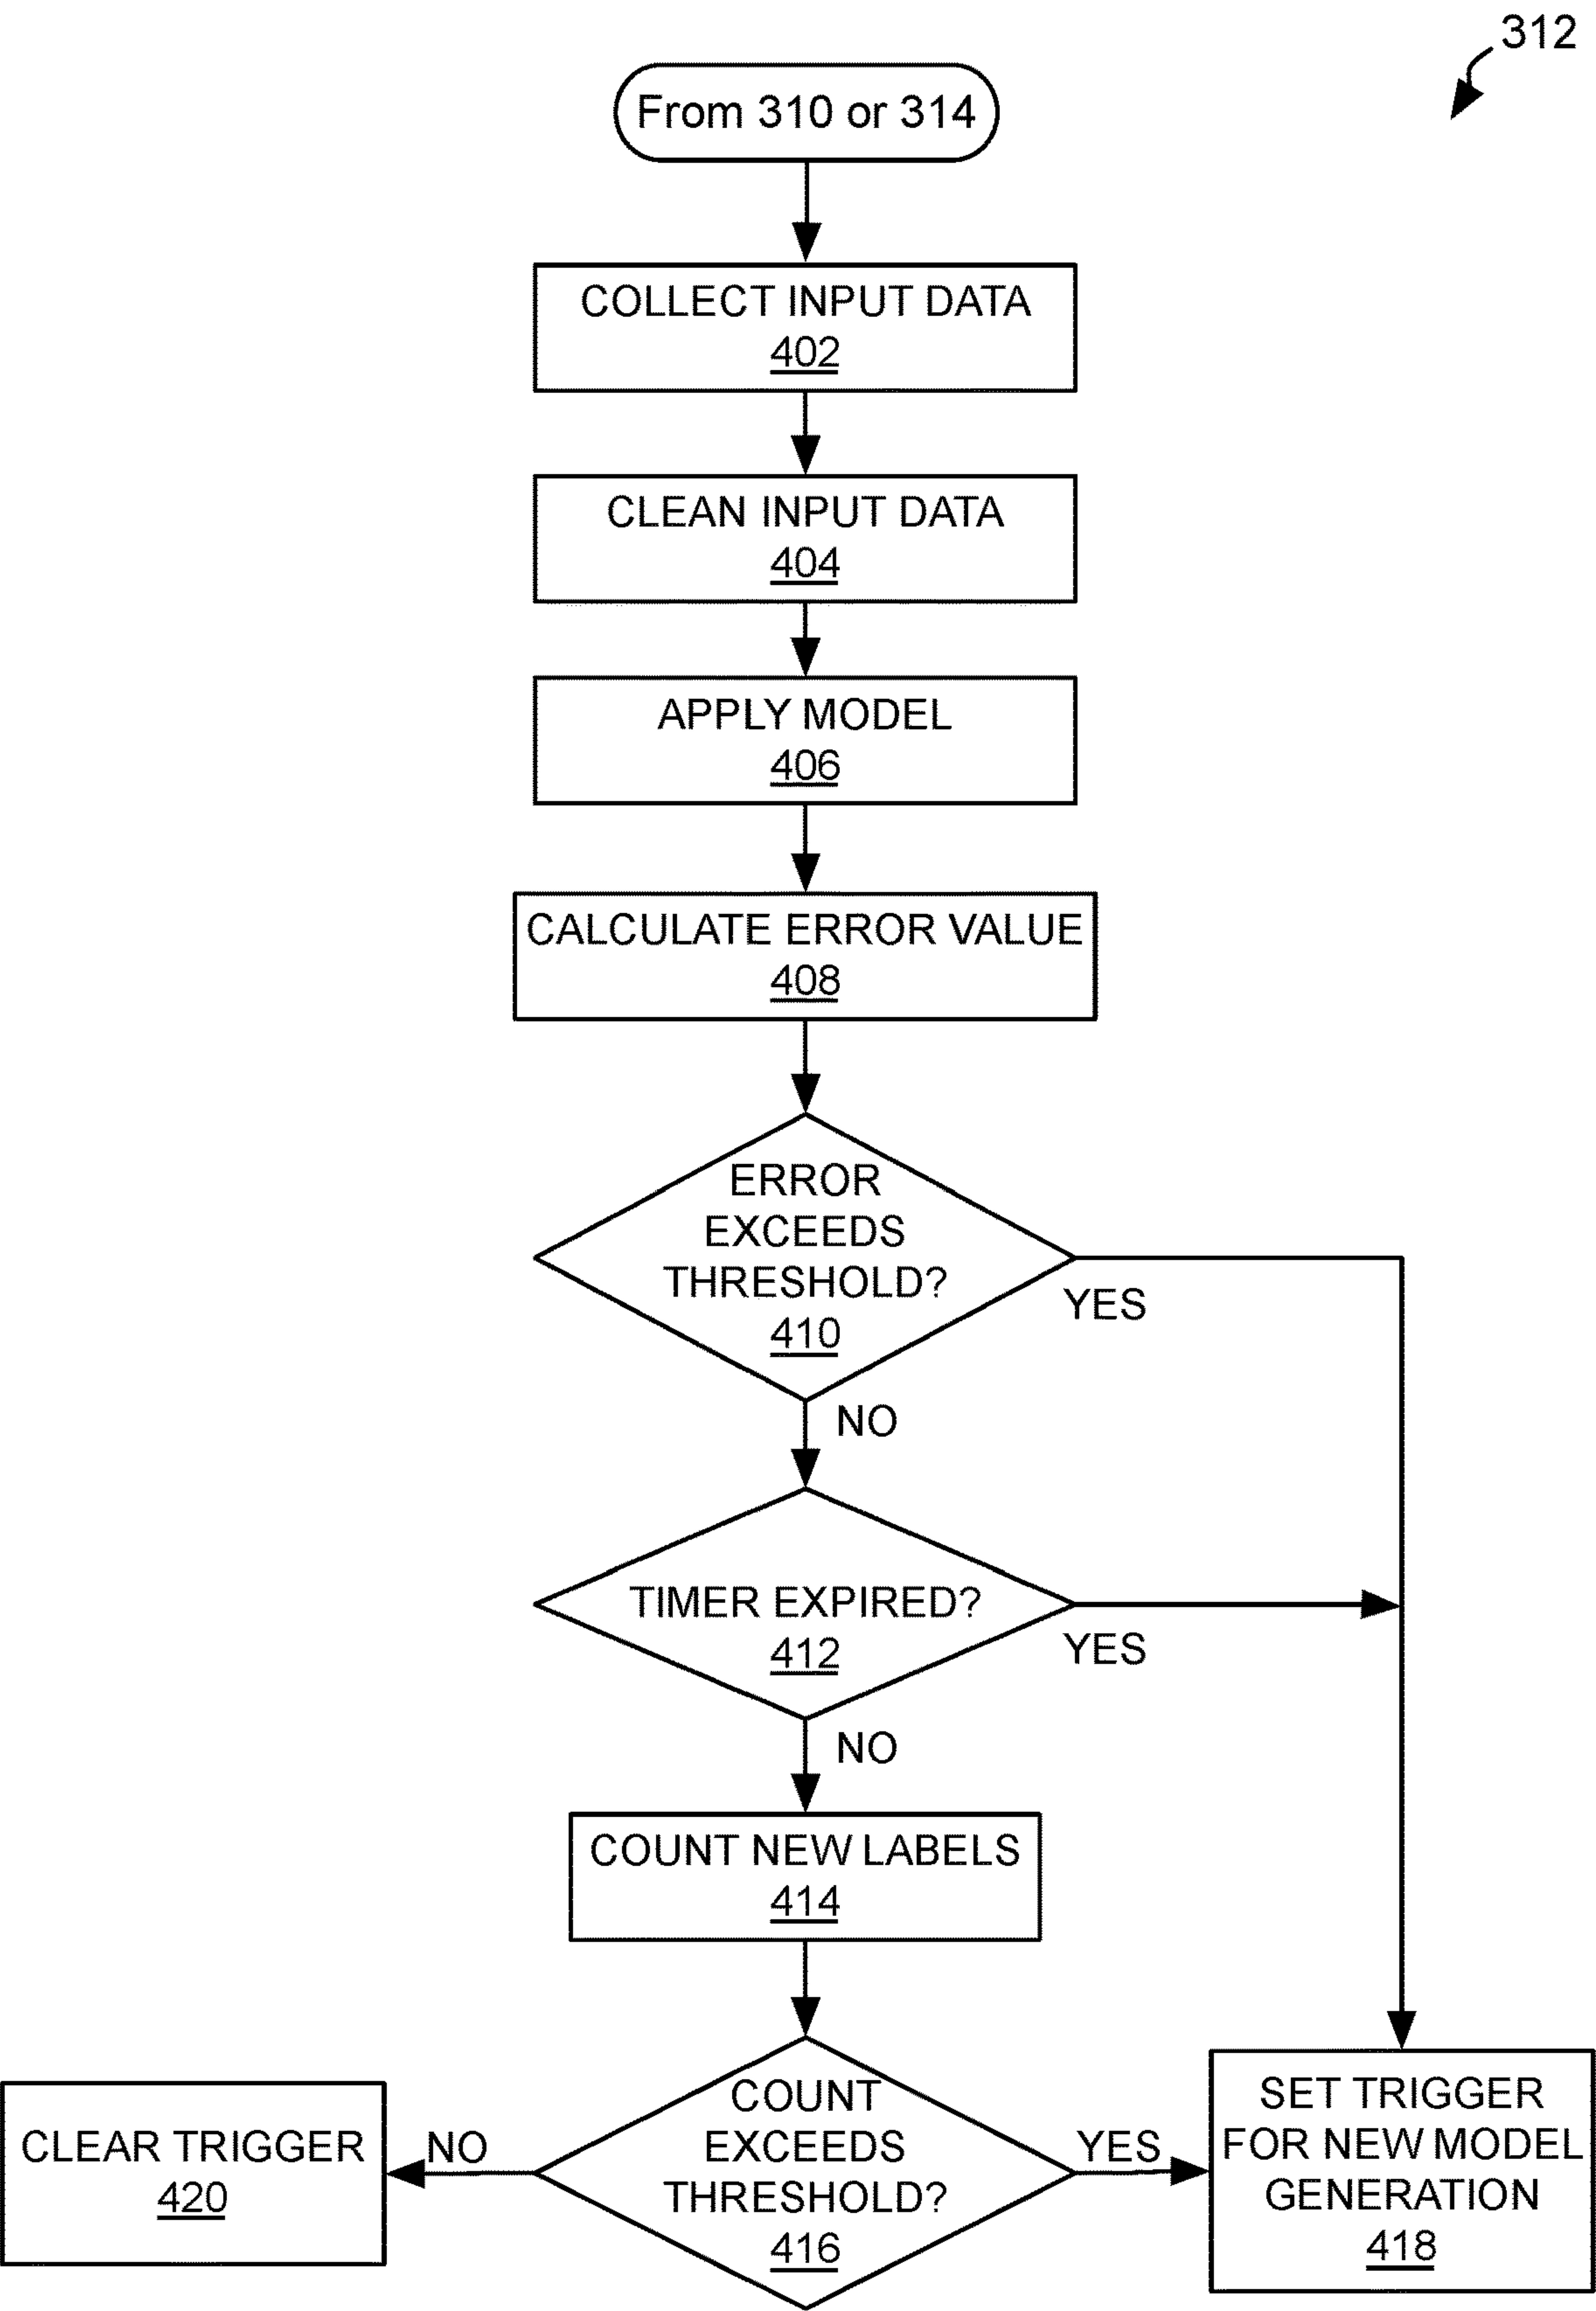 312
From 310 or 314
COLLECT INPUT DATA
402
CLEAN INPUT DATA
404
APPLY MODEL
406
CALCULATE ERROR VALUE
408
ERROR
EXCEEDS
THRESHOLD?
410
YES
NO
TIMER EXPIRED?
412
YES
NO
COUNT NEW LABELS
414
COUNT
EXCEEDS
THRESHOLD?
416
NO
YES
CLEAR TRIGGER
420
SET TRIGGER
FOR NEW MODEL
GENERATION
418